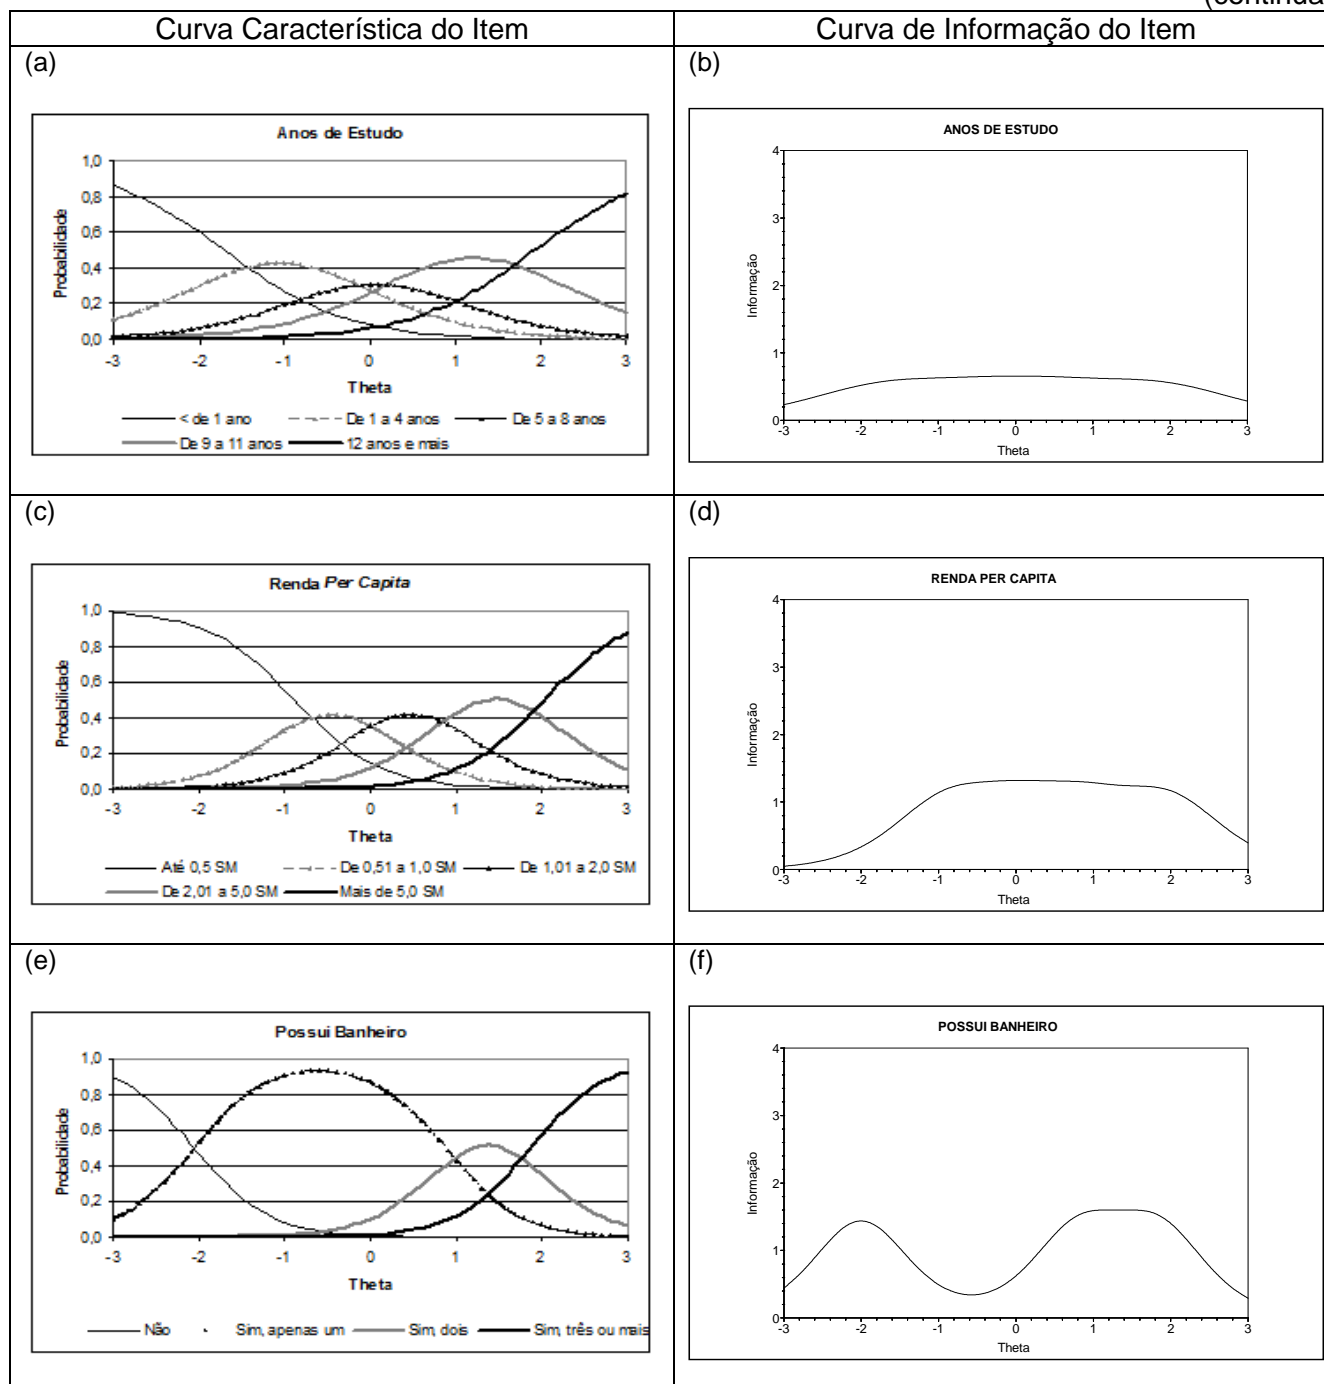 (continua
Curva Característica do Item
Curva de Informação do Item
(a)
Anos de Estudo
1,0
0,8
0,6
0,4
0,2
0,0
Probabilidade
-3 -2 -1 0 1 2 3
Theta
< de 1 ano De 1 a 4 anos De 5 a 8 anos
De 9 a 11 anos 12 anos e mais
(b)
ANOS DE ESTUDO
4
3
2
1
0
Informação
-3 -2 -1 0 1 2 3
Theta
(c)
Renda Per Capita
1,0
0,8
0,6
0,4
0,2
0,0
Probabilidade
-3 -2 -1 0 1 2 3
Theta
Até 0,5 SM De 0,51 a 1,0 SM De 1,01 a 2,0 SM
De 2,01 a 5,0 SM Mais de 5,0 SM
(d)
RENDA PER CAPITA
4
3
2
1
0
Informação
-3 -2 -1 0 1 2 3
Theta
(e)
Possui Banheiro
1,0
0,8
0,6
0,4
0,2
0,0
Probabilidade
-3 -2 -1 0 1 2 3
Theta
Não Sim, apenas um Sim, dois Sim, três ou mais
(f)
POSSUI BANHEIRO
4
3
2
1
0
Informação
-3 -2 -1 0 1 2 3
Theta